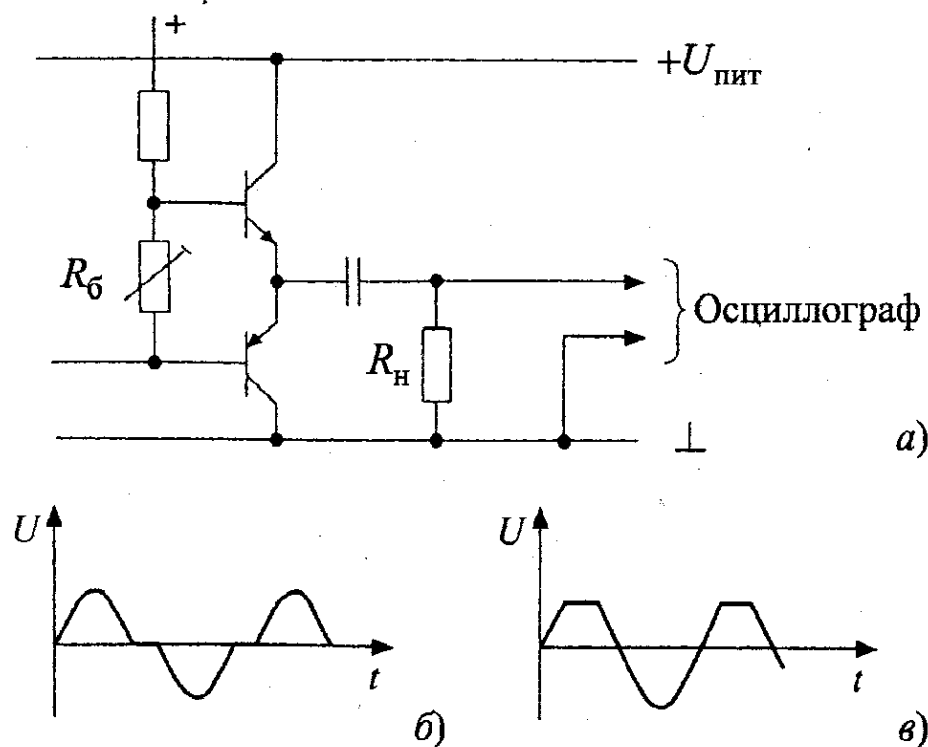 +
+U пит
R б
R н
Осциллограф
⊥
а)
U
t
б)
U
t
в)